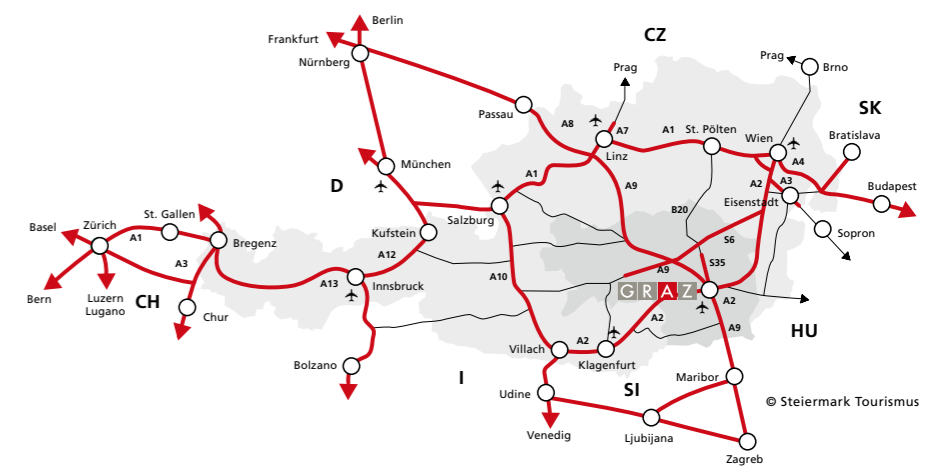 Berlin
Frankfurt
Nürnberg
CZ
Prag
Prag
Brno
SK
Passau
A8
A7
A1
St. Pölten
Wien
Bratislava
Linz
A4
München
D
A1
A9
A2
A3
Eisenstadt
Budapest
Salzburg
B20
Basel
Zürich
St. Gallen
A1
Bregenz
Kufstein
A12
S6
Sopron
A3
A10
A9
S35
Bern
Luzern
Lugano
CH
A13
Innsbruck
GRAZ
A2
Chur
A2
A9
HU
Villach
A2
Klagenfurt
Bolzano
I
Udine
SI
Maribor
© Steiermark Tourismus
Venedig
Ljubijana
Zagreb